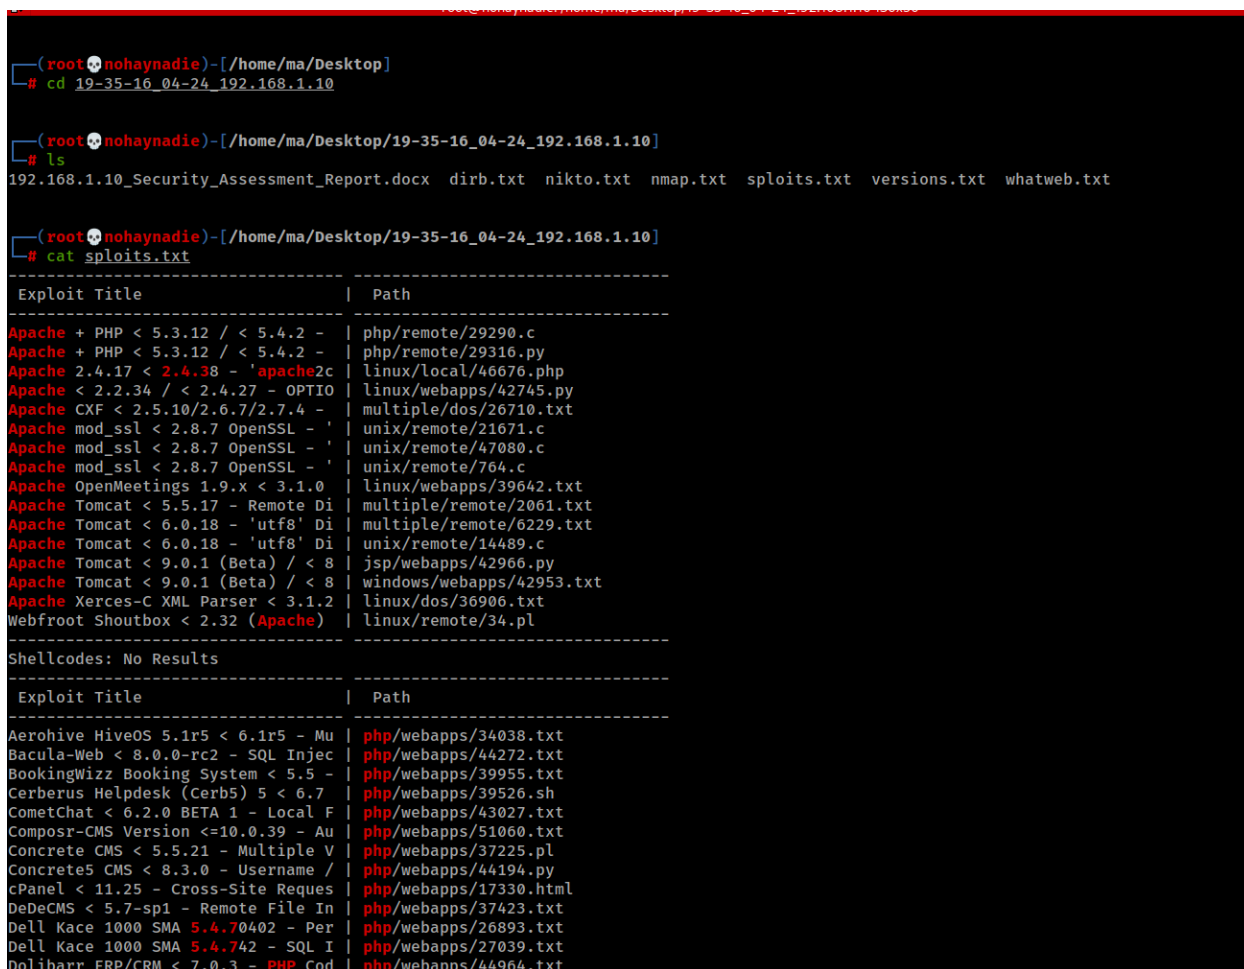 ┌──(root💀nohaynadie)-[/home/ma/Desktop]
└─# cd 19-35-16_04-24_192.168.1.10
┌──(root💀nohaynadie)-[/home/ma/Desktop/19-35-16_04-24_192.168.1.10]
└─# ls
192.168.1.10_Security_Assessment_Report.docx  dirb.txt  nikto.txt  nmap.txt  sploits.txt  versions.txt  whatweb.txt
┌──(root💀nohaynadie)-[/home/ma/Desktop/19-35-16_04-24_192.168.1.10]
└─# cat sploits.txt
----------------------------------- ---------------------------------
 Exploit Title                     |  Path
----------------------------------- ---------------------------------
Apache + PHP < 5.3.12 / < 5.4.2 -  | php/remote/29290.c
Apache + PHP < 5.3.12 / < 5.4.2 -  | php/remote/29316.py
Apache 2.4.17 < 2.4.38 - 'apache2c | linux/local/46676.php
Apache < 2.2.34 / < 2.4.27 - OPTIO | linux/webapps/42745.py
Apache CXF < 2.5.10/2.6.7/2.7.4 -  | multiple/dos/26710.txt
Apache mod_ssl < 2.8.7 OpenSSL - ' | unix/remote/21671.c
Apache mod_ssl < 2.8.7 OpenSSL - ' | unix/remote/47080.c
Apache mod_ssl < 2.8.7 OpenSSL - ' | unix/remote/764.c
Apache OpenMeetings 1.9.x < 3.1.0  | linux/webapps/39642.txt
Apache Tomcat < 5.5.17 - Remote Di | multiple/remote/2061.txt
Apache Tomcat < 6.0.18 - 'utf8' Di | multiple/remote/6229.txt
Apache Tomcat < 6.0.18 - 'utf8' Di | unix/remote/14489.c
Apache Tomcat < 9.0.1 (Beta) / < 8 | jsp/webapps/42966.py
Apache Tomcat < 9.0.1 (Beta) / < 8 | windows/webapps/42953.txt
Apache Xerces-C XML Parser < 3.1.2 | linux/dos/36906.txt
Webfroot Shoutbox < 2.32 (Apache)  | linux/remote/34.pl
----------------------------------- ---------------------------------
Shellcodes: No Results
----------------------------------- ---------------------------------
 Exploit Title                     |  Path
----------------------------------- ---------------------------------
Aerohive HiveOS 5.1r5 < 6.1r5 - Mu | php/webapps/34038.txt
Bacula-Web < 8.0.0-rc2 - SQL Injec | php/webapps/44272.txt
BookingWizz Booking System < 5.5 - | php/webapps/39955.txt
Cerberus Helpdesk (Cerb5) 5 < 6.7  | php/webapps/39526.sh
CometChat < 6.2.0 BETA 1 - Local F | php/webapps/43027.txt
Composr-CMS Version <=10.0.39 - Au | php/webapps/51060.txt
Concrete CMS < 5.5.21 - Multiple V | php/webapps/37225.pl
Concrete5 CMS < 8.3.0 - Username / | php/webapps/44194.py
cPanel < 11.25 - Cross-Site Reques | php/webapps/17330.html
DeDeCMS < 5.7-sp1 - Remote File In | php/webapps/37423.txt
Dell Kace 1000 SMA 5.4.70402 - Per | php/webapps/26893.txt
Dell Kace 1000 SMA 5.4.742 - SQL I | php/webapps/27039.txt
Dolibarr ERP/CRM < 7.0.3 - PHP Cod | php/webapps/44964.txt